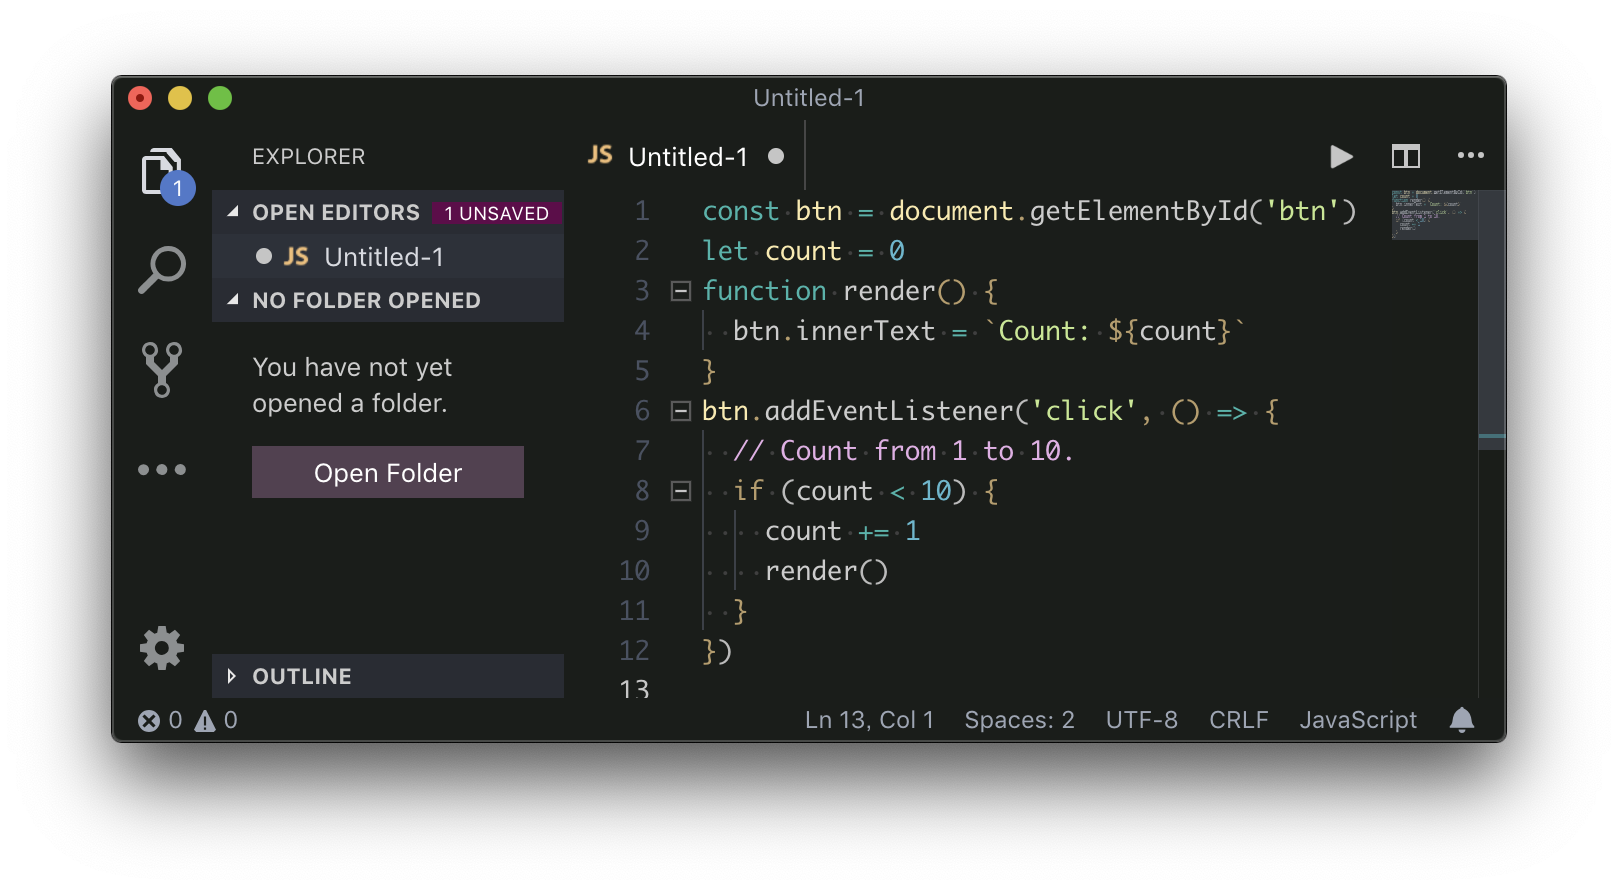 Untitled-1
1
EXPLORER
OPEN EDITORS 1 UNSAVED
JS Untitled-1
NO FOLDER OPENED
You have not yet
opened a folder.
Open Folder
OUTLINE
JS Untitled-1
1 const btn = document.getElementById('btn')
2 let count = 0
3 function render() {
4   btn.innerText = `Count: ${count}`
5 }
6 btn.addEventListener('click', () => {
7   // Count from 1 to 10.
8   if (count < 10) {
9     count += 1
10     render()
11   }
12 })
13
0 0 Ln 13, Col 1 Spaces: 2 UTF-8 CRLF JavaScript